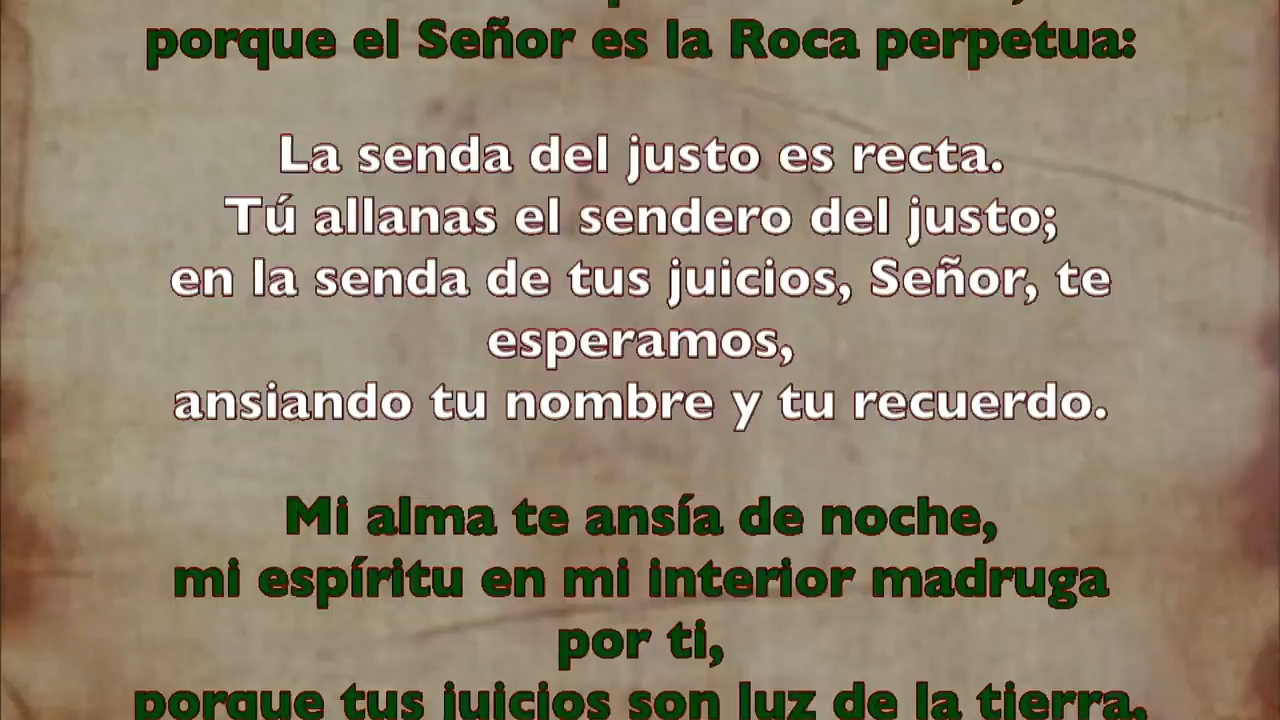 porque el Señor es la Roca perpetua:
La senda del justo es recta.
Tú allanas el sendero del justo;
en la senda de tus juicios, Señor, te
esperamos,
ansiando tu nombre y tu recuerdo.
Mi alma te ansía de noche,
mi espíritu en mi interior madruga
por ti,
porque tus juicios son luz de la tierra,